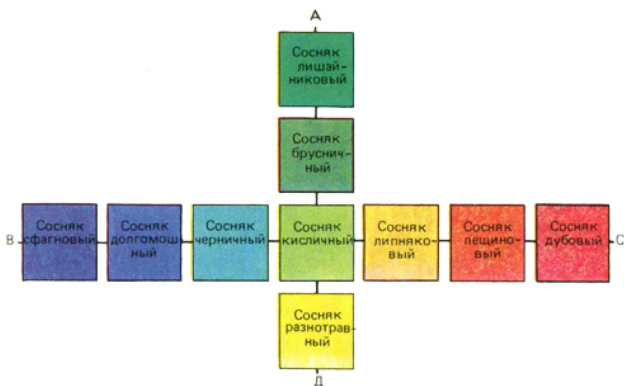 А
Сосняк
лишай-
никовый
Сосняк
бруснич-
ный
В
Сосняк
сфагновый
Сосняк
долгомош-
ный
Сосняк
черничный
Сосняк
кисличный
Сосняк
липняко-
вый
Сосняк
лещино-
вый
Сосняк
дубовый
С
Сосняк
разнотрав-
ный
Д